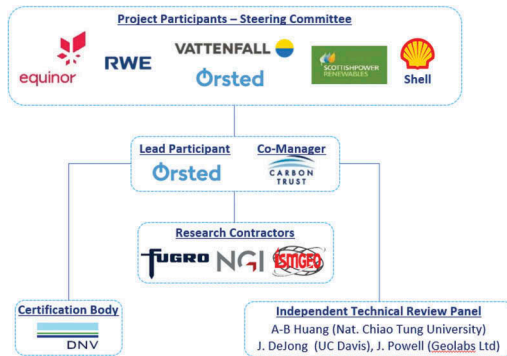 Project Participants – Steering Committee
equinor
RWE
VATTENFALL
Ørsted
SCOTTISHPOWER
RENEWABLES
Shell
Lead Participant
Co-Manager
Ørsted
CARBON
TRUST
Research Contractors
FUGRO
NGI
ISMGEO
Certification Body
DNV
Independent Technical Review Panel
A-B Huang (Nat. Chiao Tung University)
J. DeJong (UC Davis), J. Powell (Geolabs Ltd)